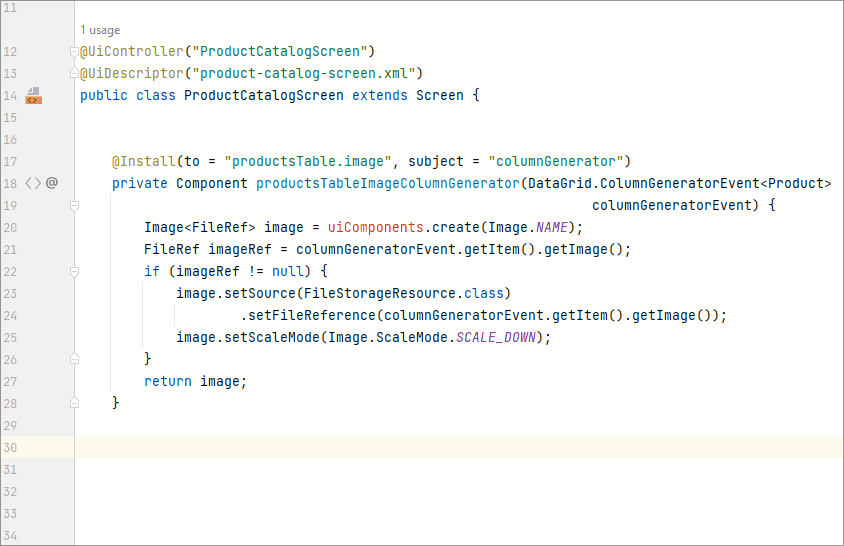 11
1 usage
12 @UiController("ProductCatalogScreen")
13 @UiDescriptor("product-catalog-screen.xml")
14 public class ProductCatalogScreen extends Screen {
15
16
17 @Install(to = "productsTable.image", subject = "columnGenerator")
18 private Component productsTableImageColumnGenerator(DataGrid.ColumnGeneratorEvent<Product>
19 columnGeneratorEvent) {
20 Image<FileRef> image = uiComponents.create(Image.NAME);
21 FileRef imageRef = columnGeneratorEvent.getItem().getImage();
22 if (imageRef != null) {
23 image.setSource(FileStorageResource.class)
24 .setFileReference(columnGeneratorEvent.getItem().getImage());
25 image.setScaleMode(Image.ScaleMode.SCALE_DOWN);
26 }
27 return image;
28 }
29
30
31
32
33
34